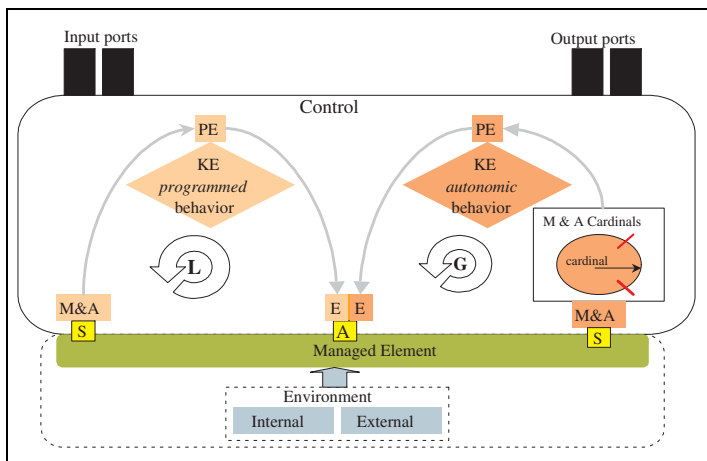 Input ports
Output ports
Control
PE
PE
KE
programmed
behavior
KE
autonomic
behavior
M & A Cardinals
cardinal
L
G
M&A
E
E
M&A
S
A
S
Managed Element
Environment
Internal
External